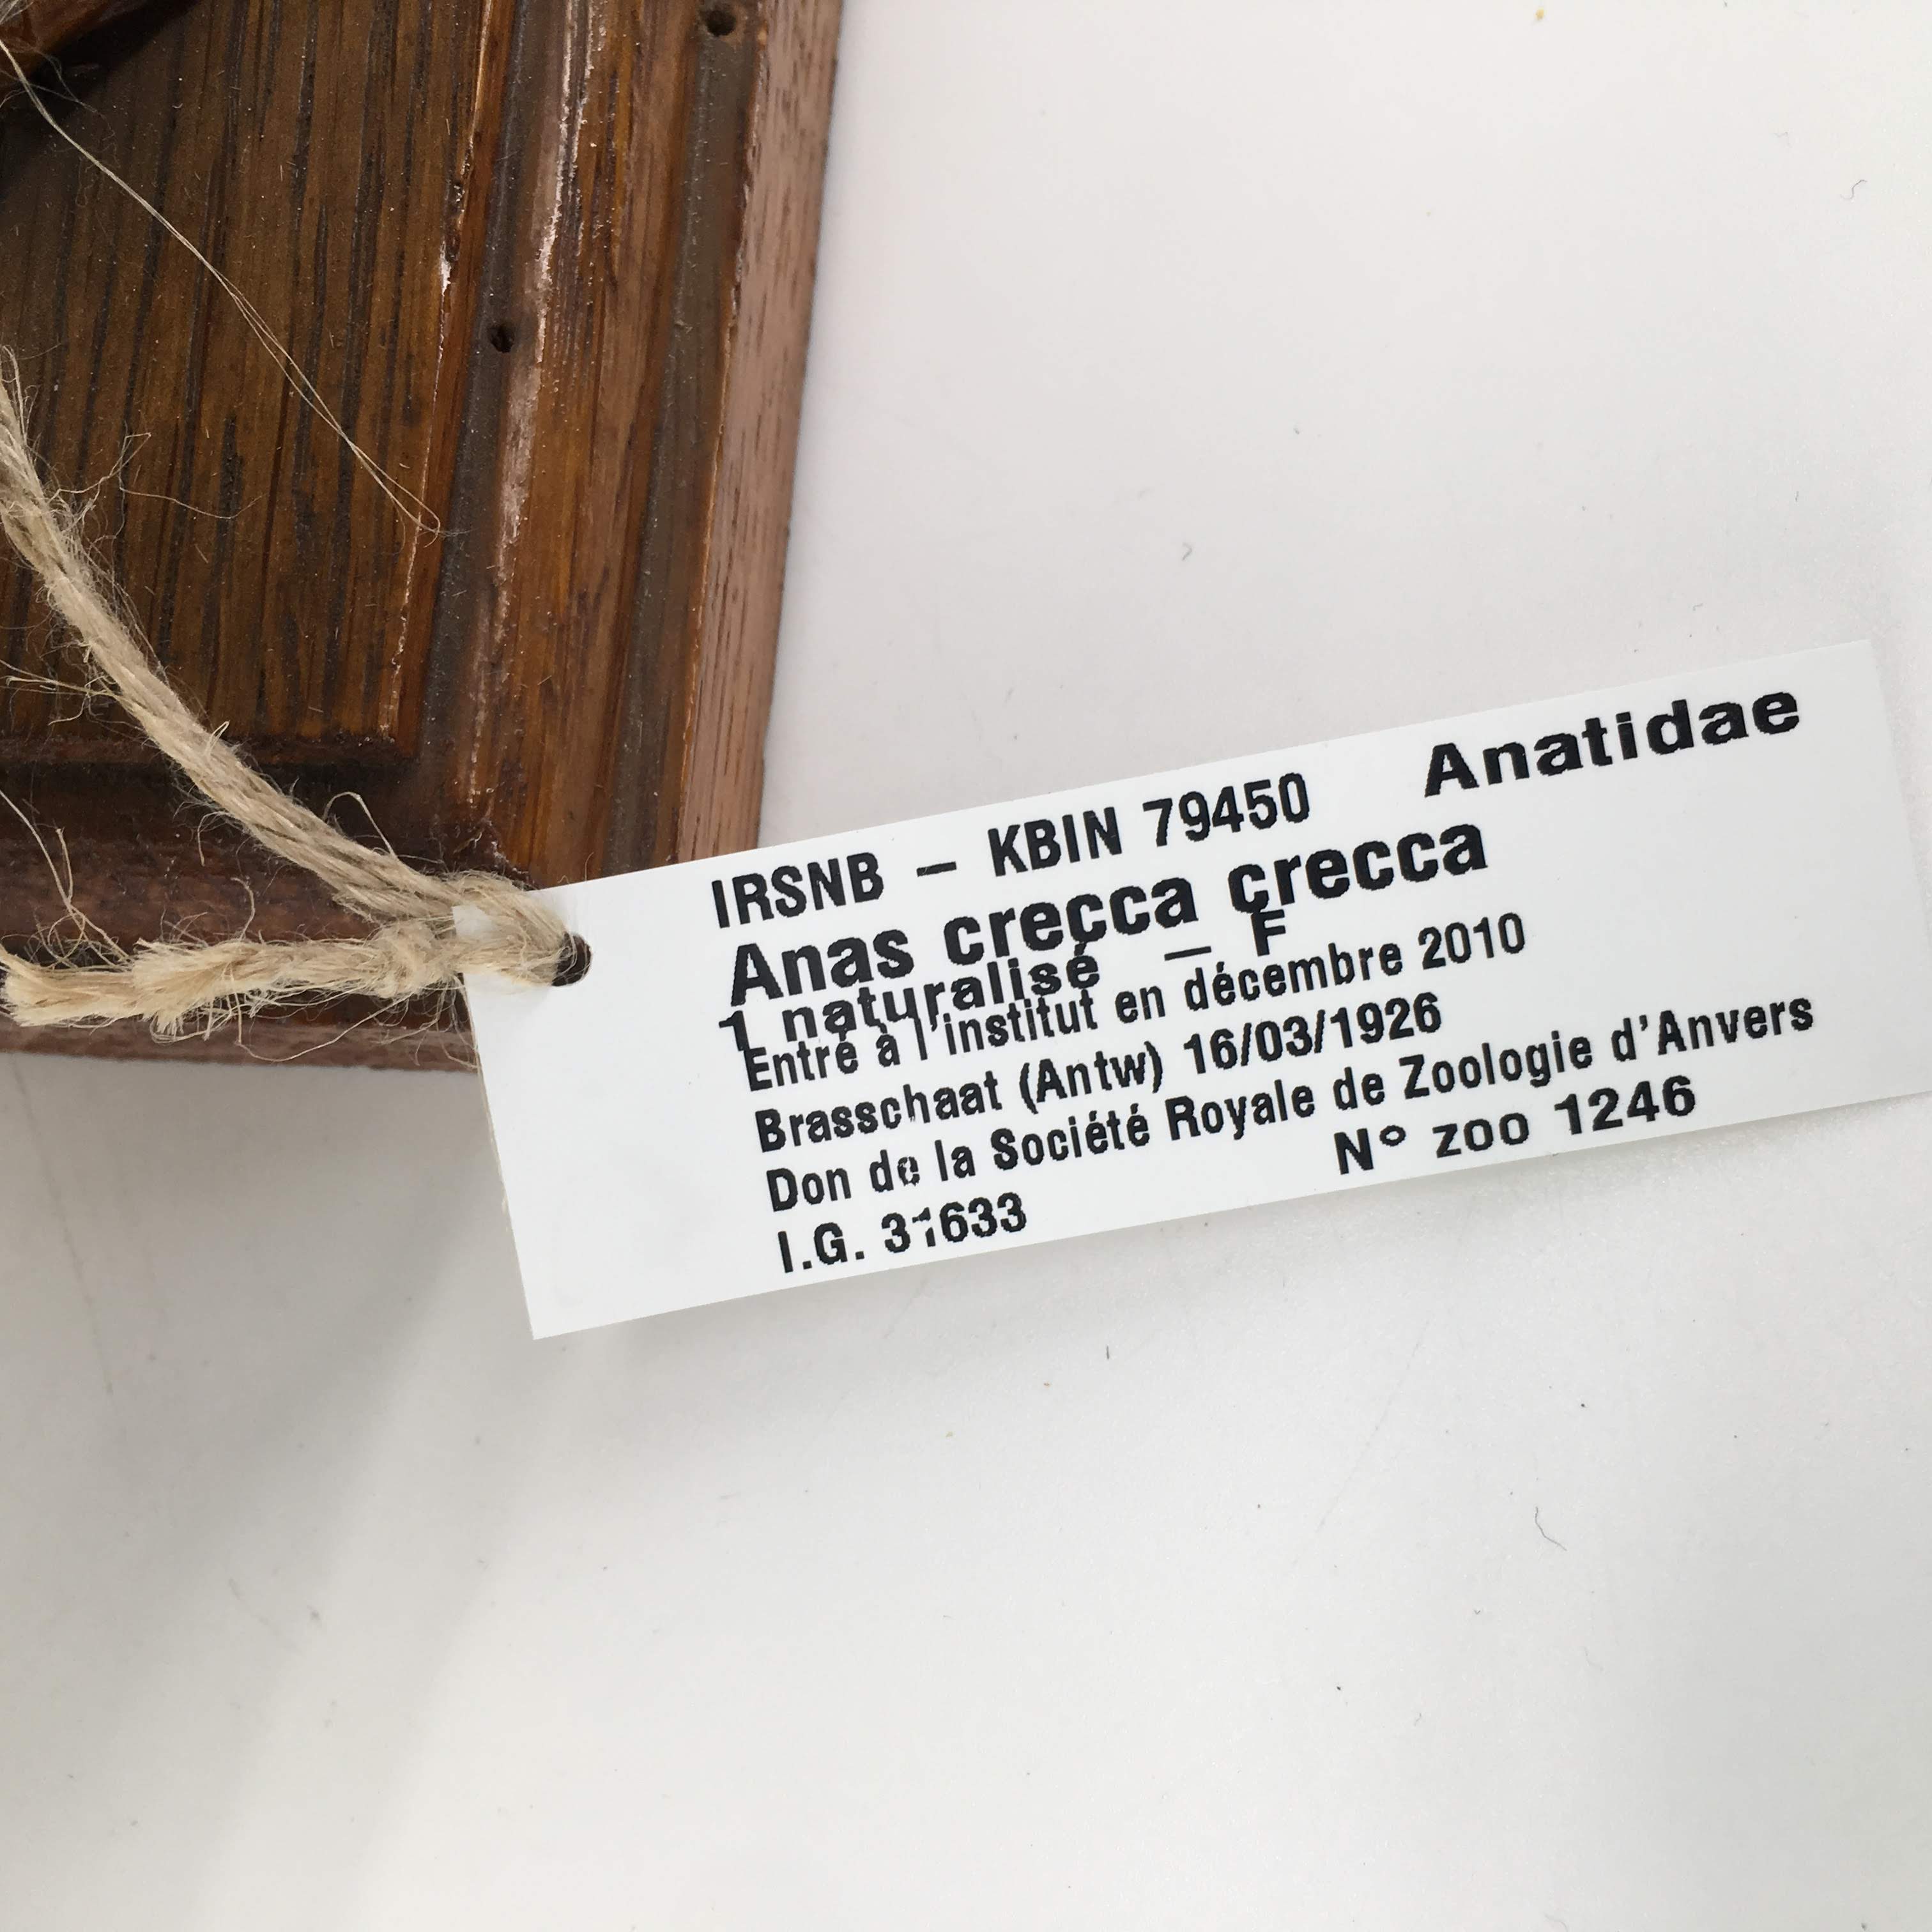 IRSNB – KBIN 79450 Anatidae
Anas crecca crecca
1 naturalisé – F
Entré à l'institut en décembre 2010
Brasschaat (Antw) 16/03/1926
Don de la Société Royale de Zoologie d'Anvers
I.G. 31633 N° zoo 1246